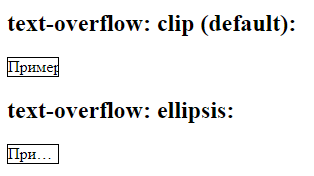 text-overflow: clip (default):
Пример
text-overflow: ellipsis:
При...